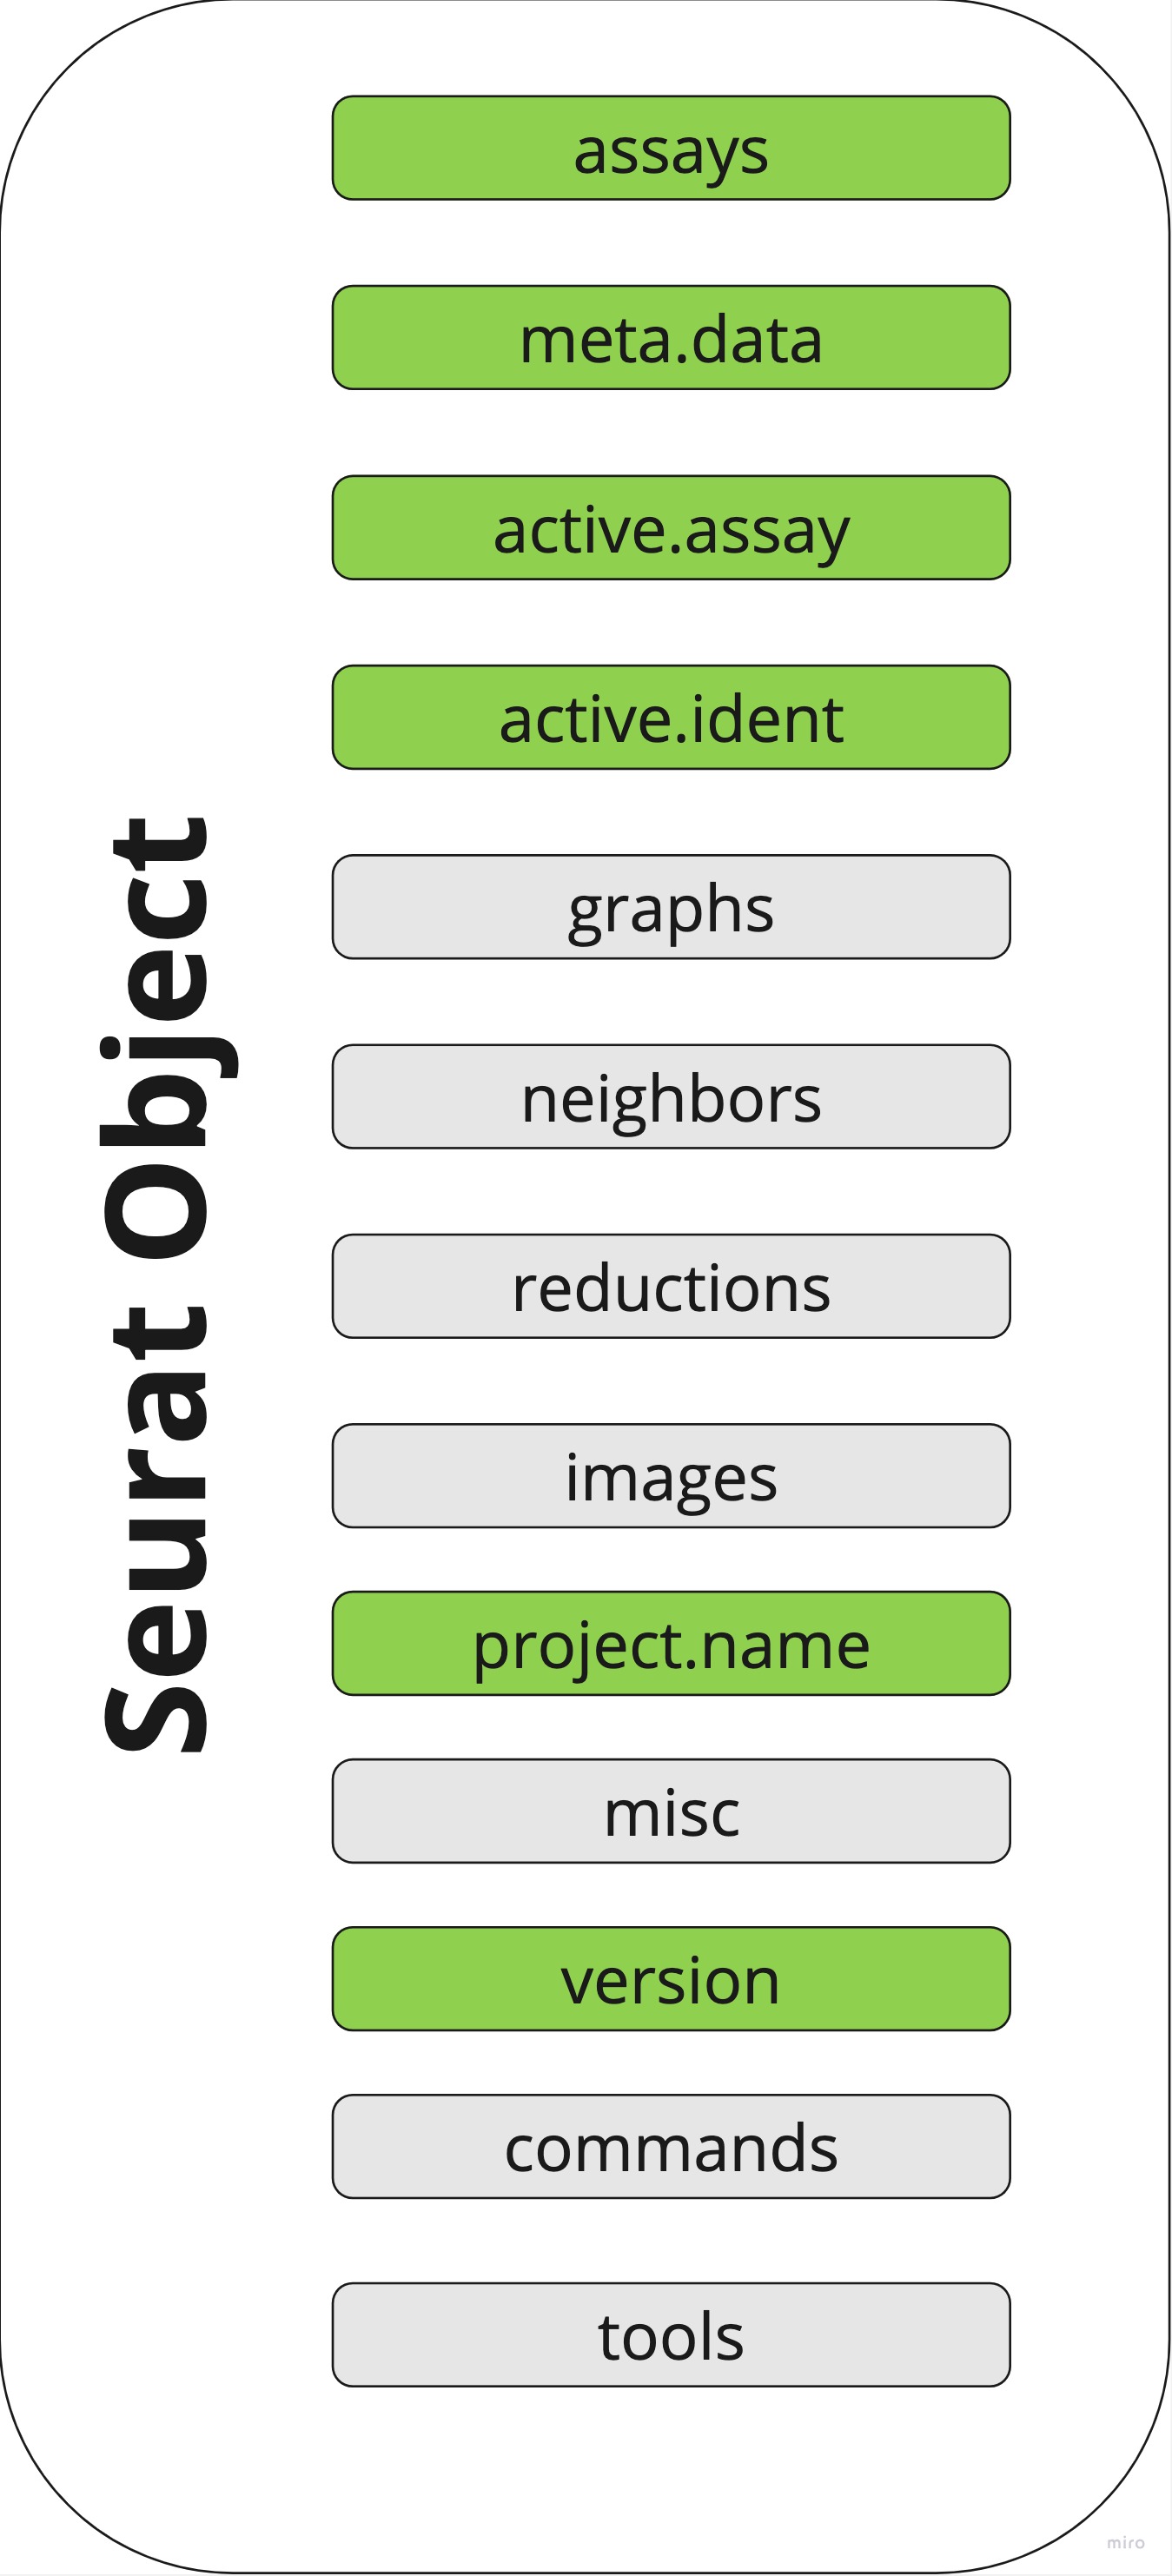 Seurat Object
assays
meta.data
active.assay
active.ident
graphs
neighbors
reductions
images
project.name
misc
version
commands
tools
miro